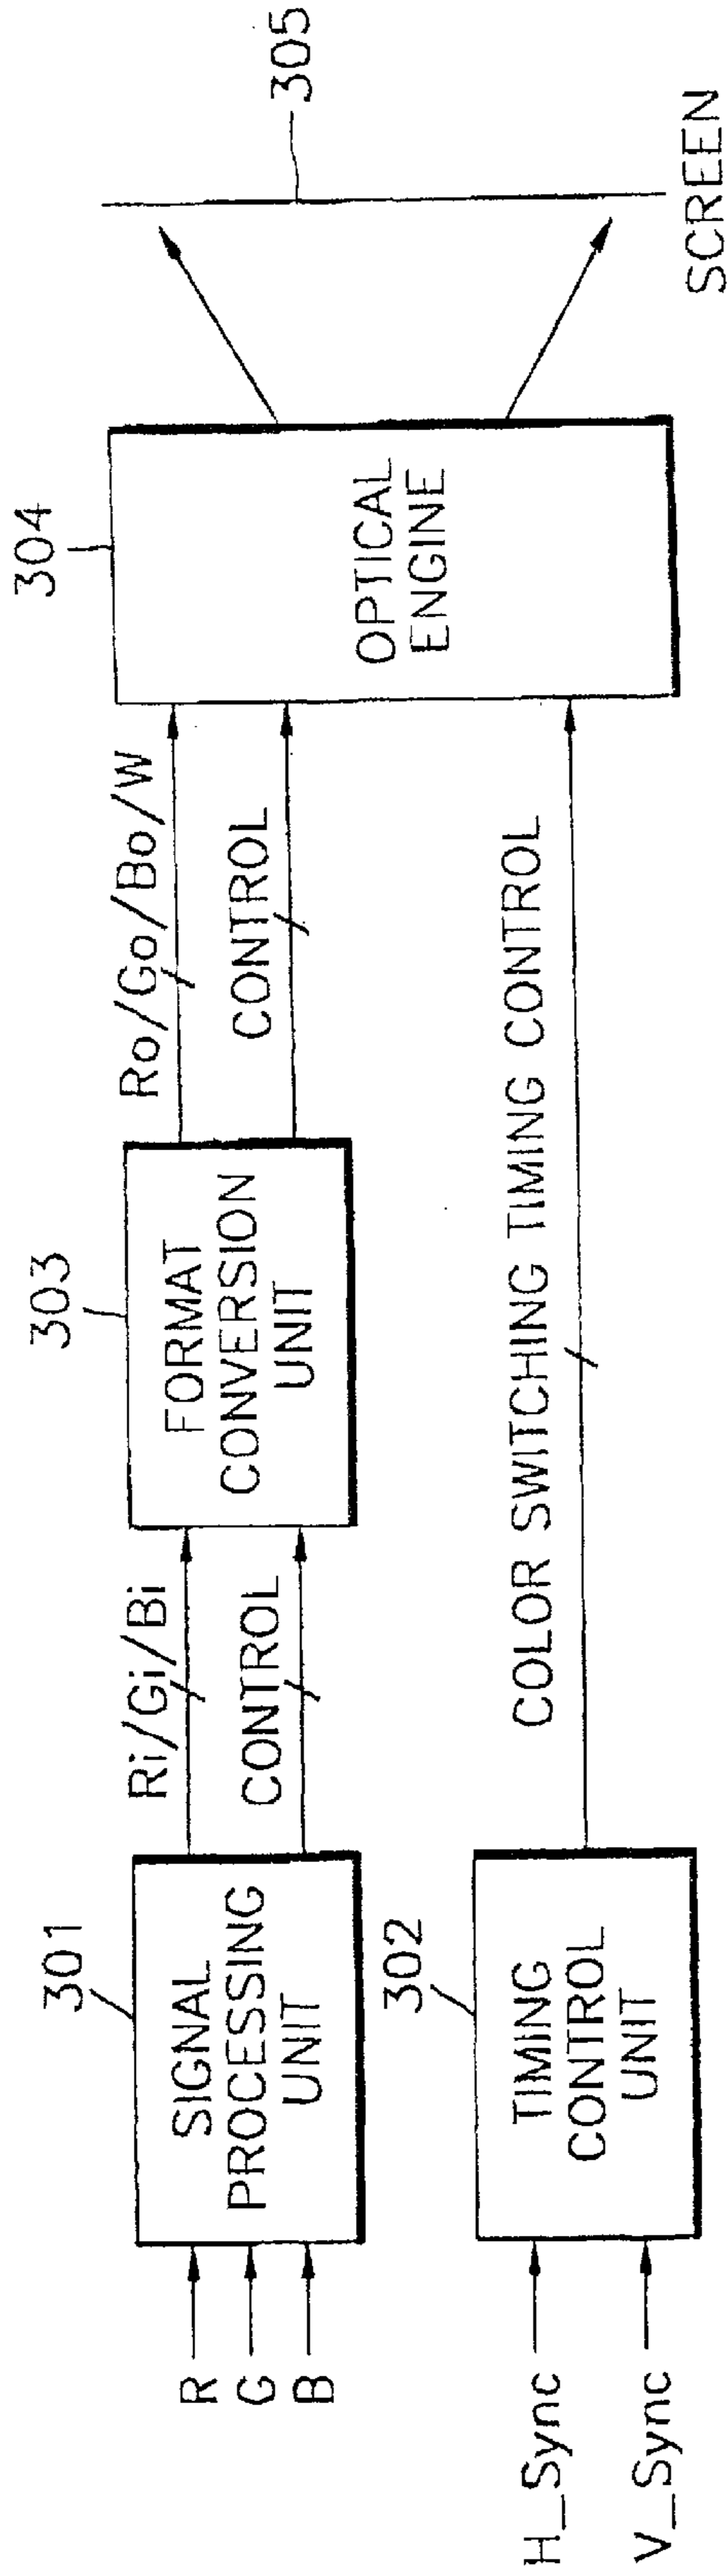 R
G
B
301
SIGNAL
PROCESSING
UNIT
Ri/Gi/Bi
CONTROL
303
FORMAT
CONVERSION
UNIT
Ro/Go/Bo/W
CONTROL
304
OPTICAL
ENGINE
305
SCREEN
H_Sync
V_Sync
302
TIMING
CONTROL
UNIT
COLOR SWITCHING TIMING CONTROL